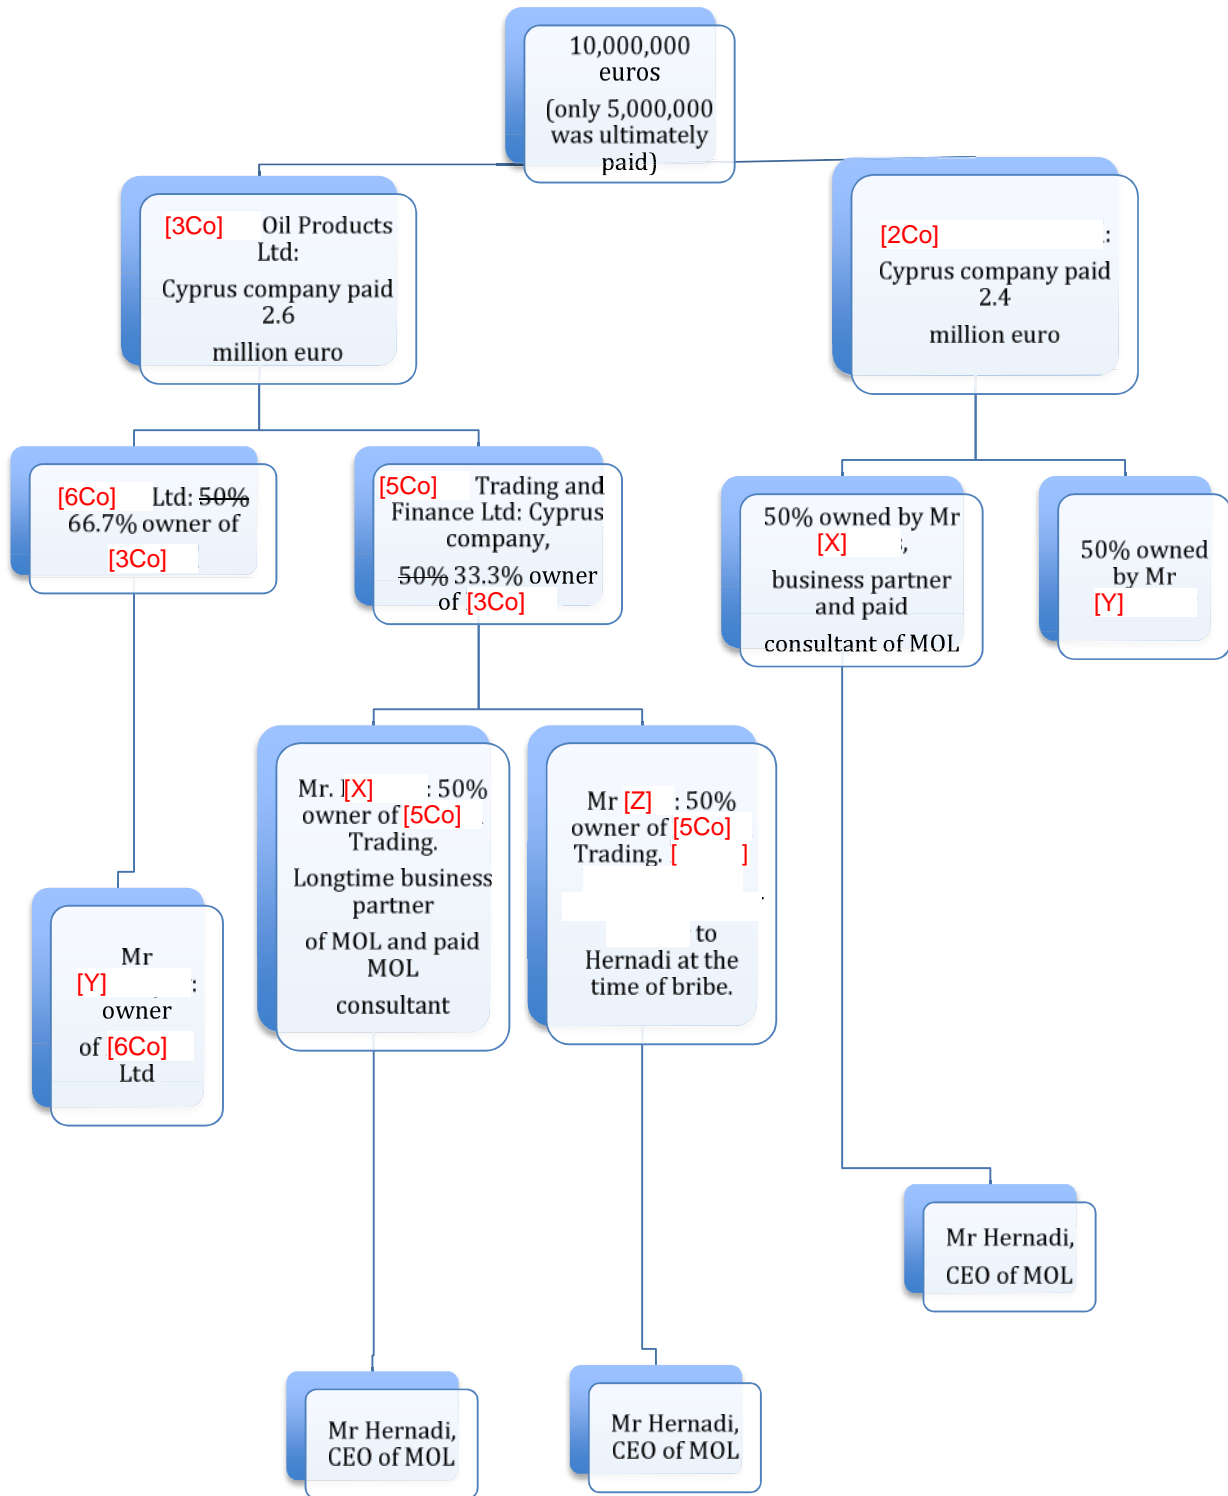 10,000,000
euros
(only 5,000,000
was ultimately
paid)
[3Co] Oil Products
Ltd:
Cyprus company paid
2.6
million euro
[2Co] :
Cyprus company paid
2.4
million euro
[6Co] Ltd: 50%
66.7% owner of
[3Co]
[5Co] Trading and
Finance Ltd: Cyprus
company,
50% 33.3% owner
of [3Co]
50% owned by Mr
[X] ,
business partner
and paid
consultant of MOL
50% owned
by Mr
[Y]
Mr. [X] : 50%
owner of [5Co]
Trading.
Longtime business
partner
of MOL and paid
MOL
consultant
Mr [Z] : 50%
owner of [5Co]
Trading. [ ]
to
Hernadi at the
time of bribe.
Mr
[Y] :
owner
of [6Co]
Ltd
Mr Hernadi,
CEO of MOL
Mr Hernadi,
CEO of MOL
Mr Hernadi,
CEO of MOL